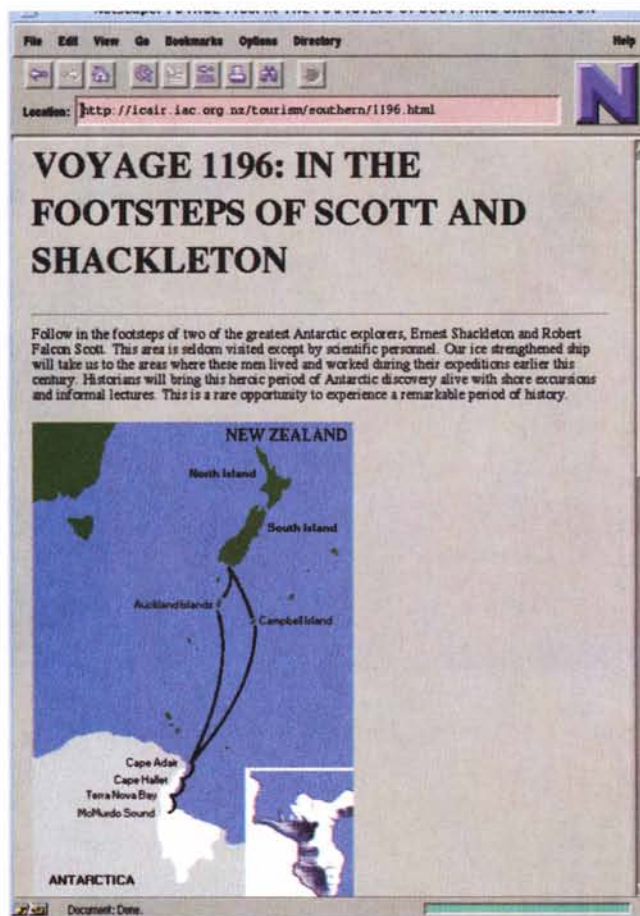 File Edit View Go Bookmarks Options Directory Help
Location: http://icair.iac.org.nz/tourism/southern/1196.html
N
VOYAGE 1196: IN THE
FOOTSTEPS OF SCOTT AND
SHACKLETON
Follow in the footsteps of two of the greatest Antarctic explorers, Ernest Shackleton and Robert
Falcon Scott. This area is seldom visited except by scientific personnel. Our ice strengthened ship
will take us to the areas where these men lived and worked during their expeditions earlier this
century. Historians will bring this heroic period of Antarctic discovery alive with shore excursions
and informal lectures. This is a rare opportunity to experience a remarkable period of history.
NEW ZEALAND
North Island
South Island
Auckland Islands
Campbell Island
Cape Adair
Cape Hallet
Terra Nova Bay
McMurdo Sound
ANTARCTICA
Document: Done.